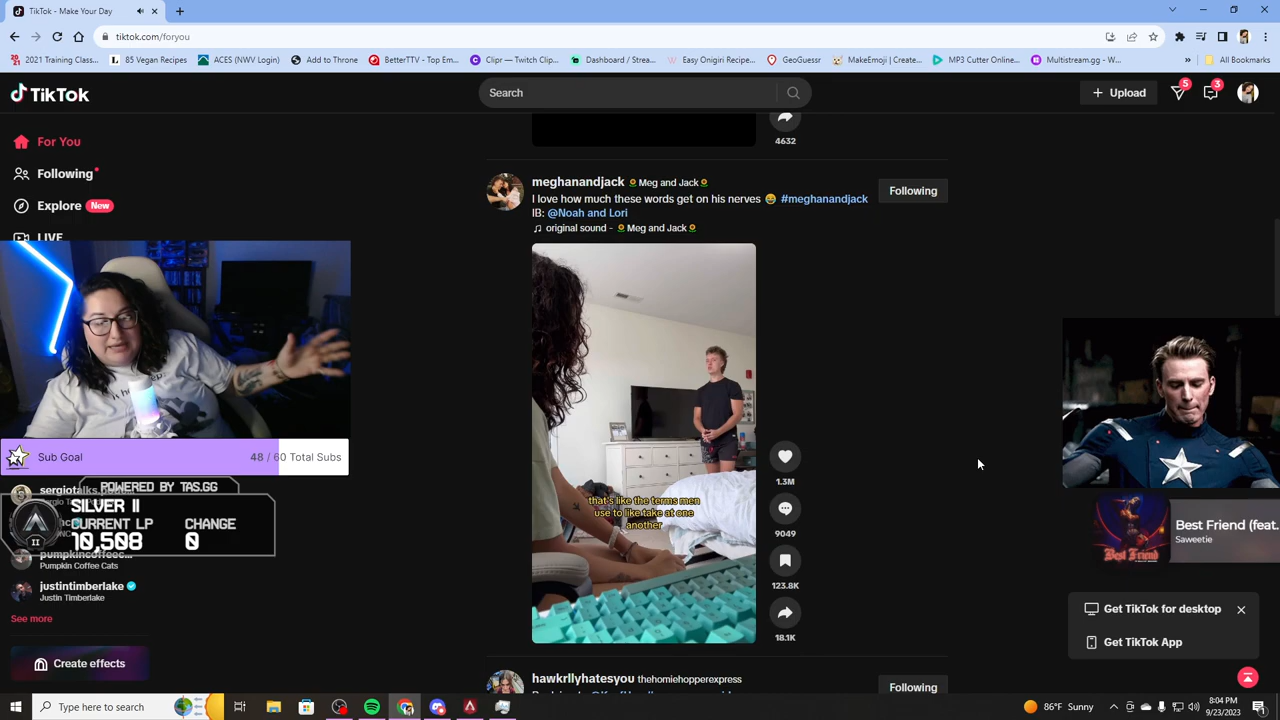 TikTok - Make Your Day
tiktok.com/foryou
2021 Training Class...
85 Vegan Recipes
ACES (NWV Login)
Add to Throne
BetterTTV - Top Em...
Clipr — Twitch Clip...
Dashboard / Strea...
Easy Onigiri Recipe...
GeoGuessr
MakeEmoji | Create...
MP3 Cutter Online...
Multistream.gg - W...
All Bookmarks
TikTok
Search
Upload
5
3
For You
Following
Explore New
LIVE
4632
meghanandjack 🌻Meg and Jack🌻
Following
I love how much these words get on his nerves 😂 #meghanandjack
IB: @Noah and Lori
♫ original sound - 🌻Meg and Jack🌻
that's like the terms men
use to like take at one
another
1.3M
9049
123.8K
18.1K
Sub Goal 48 / 60 Total Subs
POWERED BY TAS.GG
SILVER II
CURRENT LP CHANGE
10,508 0
II
pumpkincoffeec...
Pumpkin Coffee Cats
justintimberlake
Justin Timberlake
See more
Create effects
Best Friend
Best Friend (feat.
Saweetie
Get TikTok for desktop
Get TikTok App
hawkrllyhatesyou thehomiehopperexpress
Following
Type here to search
86°F Sunny
8:04 PM
9/23/2023
1